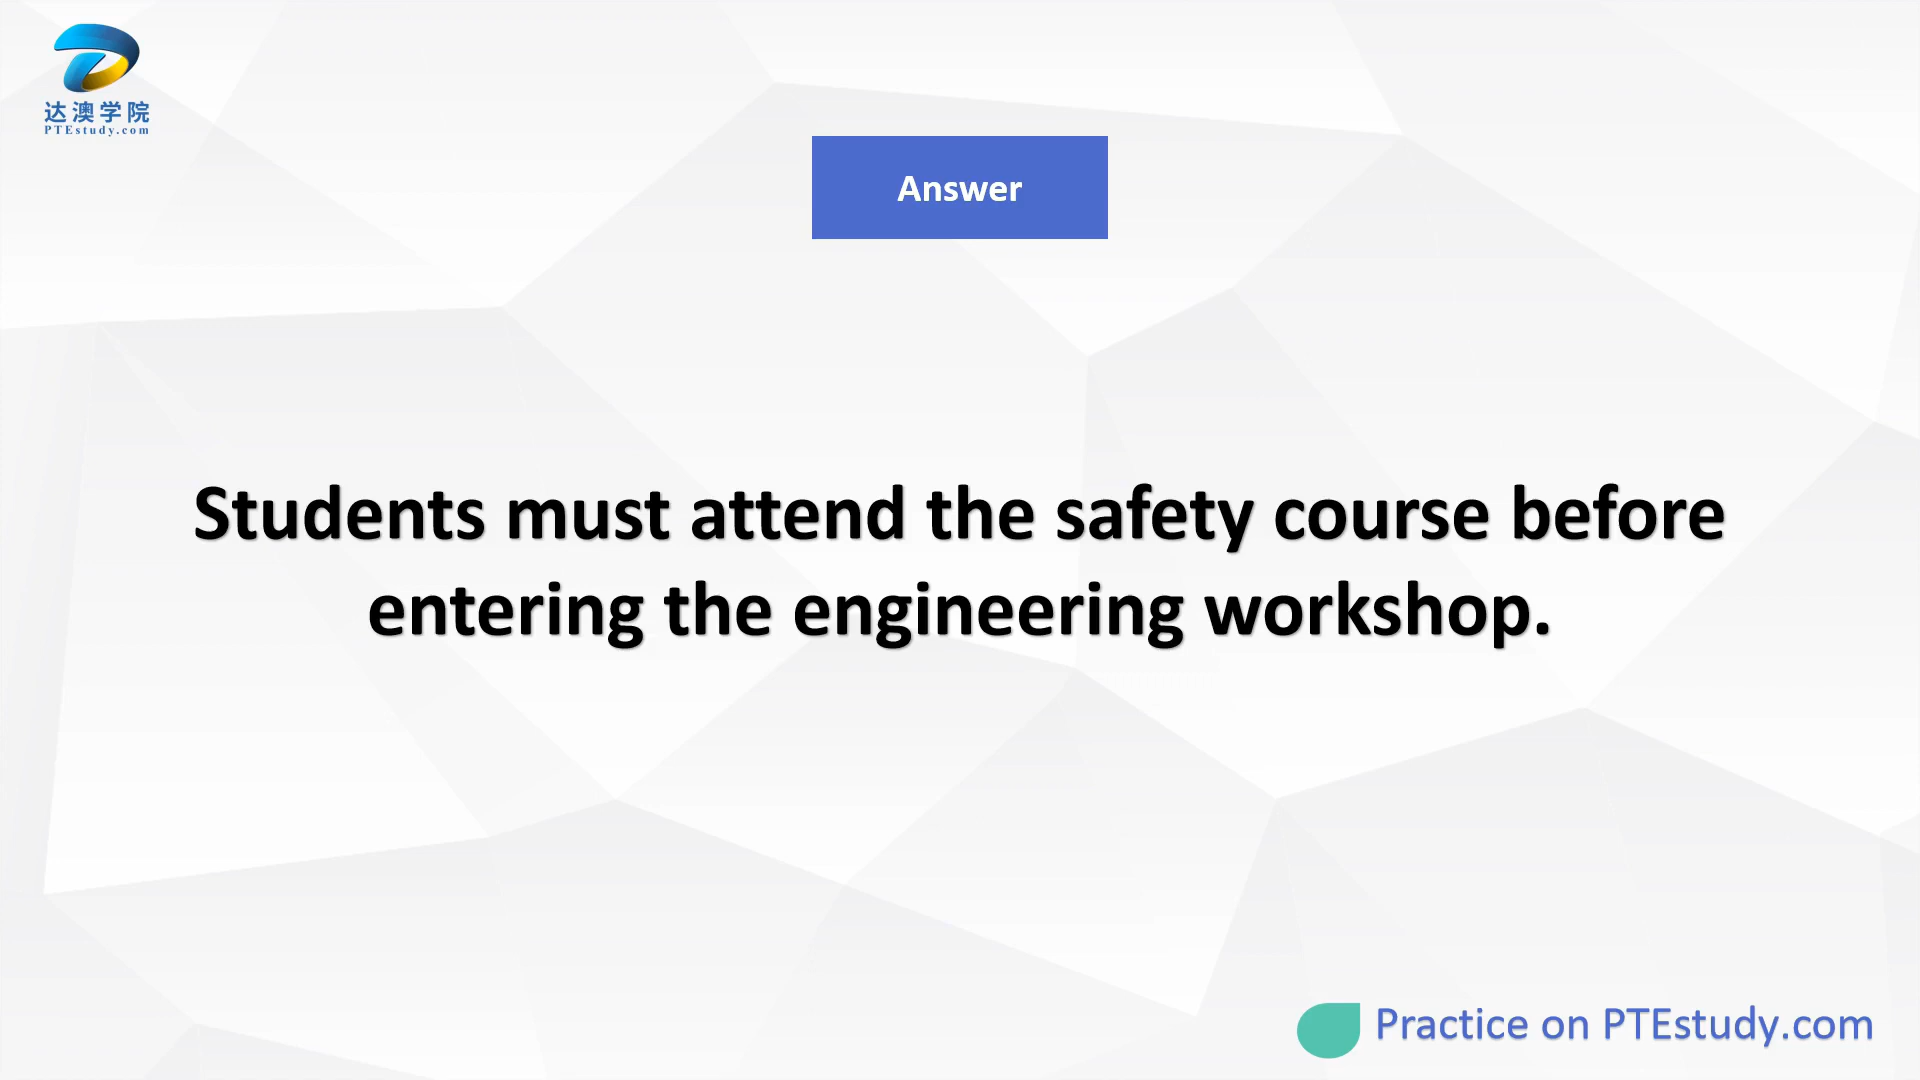 达澳学院
PTEstudy.com
Answer
Students must attend the safety course before
entering the engineering workshop.
Practice on PTEstudy.com